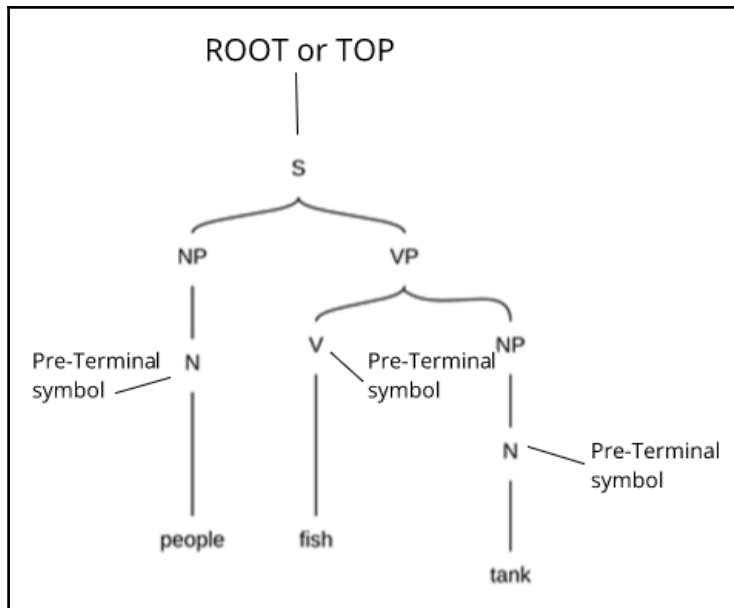 ROOT or TOP
S
NP VP
Pre-Terminal
symbol
N
V
Pre-Terminal
symbol
NP
N
Pre-Terminal
symbol
people fish
tank